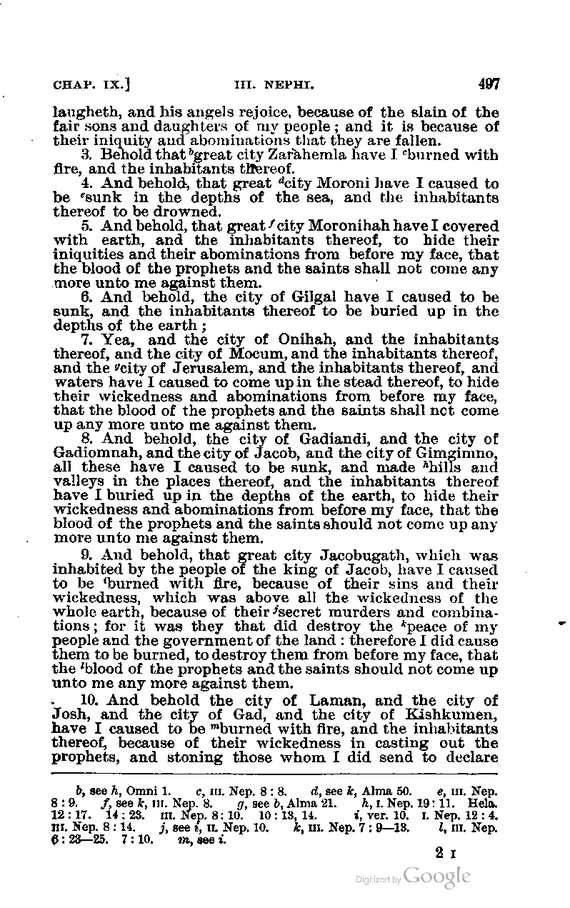 CHAP. IX.] III. NEPHI. 497
laugheth, and his angels rejoice, because of the slain of the
fair sons and daughters of my people; and it is because of
their iniquity and abominations that they are fallen.
3. Behold that ᵇgreat city Zarahemla have I ᶜburned with
fire, and the inhabitants thereof.
4. And behold, that great ᵈcity Moroni have I caused to
be ᵉsunk in the depths of the sea, and the inhabitants
thereof to be drowned.
5. And behold, that great ᶠcity Moronihah have I covered
with earth, and the inhabitants thereof, to hide their
iniquities and their abominations from before my face, that
the blood of the prophets and the saints shall not come any
more unto me against them.
6. And behold, the city of Gilgal have I caused to be
sunk, and the inhabitants thereof to be buried up in the
depths of the earth;
7. Yea, and the city of Onihah, and the inhabitants
thereof, and the city of Mocum, and the inhabitants thereof,
and the ᵍcity of Jerusalem, and the inhabitants thereof, and
waters have I caused to come up in the stead thereof, to hide
their wickedness and abominations from before my face,
that the blood of the prophets and the saints shall not come
up any more unto me against them.
8. And behold, the city of Gadiandi, and the city of
Gadiomnah, and the city of Jacob, and the city of Gimgimno,
all these have I caused to be sunk, and made ʰhills and
valleys in the places thereof, and the inhabitants thereof
have I buried up in the depths of the earth, to hide their
wickedness and abominations from before my face, that the
blood of the prophets and the saints should not come up any
more unto me against them.
9. And behold, that great city Jacobugath, which was
inhabited by the people of the king of Jacob, have I caused
to be ⁱburned with fire, because of their sins and their
wickedness, which was above all the wickedness of the
whole earth, because of their ʲsecret murders and combina-
tions; for it was they that did destroy the ᵏpeace of my
people and the government of the land: therefore I did cause
them to be burned, to destroy them from before my face, that
the ˡblood of the prophets and the saints should not come up
unto me any more against them.
10. And behold the city of Laman, and the city of
Josh, and the city of Gad, and the city of Kishkumen,
have I caused to be ᵐburned with fire, and the inhabitants
thereof, because of their wickedness in casting out the
prophets, and stoning those whom I did send to declare
b, see h, Omni 1. c, III. Nep. 8:8. d, see k, Alma 50. e, III. Nep.
8:9. f, see k, III. Nep. 8. g, see b, Alma 21. h, I. Nep. 19:11. Hela.
12:17. 14:23. III. Nep. 8:10. 10:13, 14. i, ver. 10. I. Nep. 12:4.
III. Nep. 8:14. j, see i, II. Nep. 10. k, III. Nep. 7:9—13. l, III. Nep.
6:23—25. 7:10. m, see i.
2 I
Digitized by Google